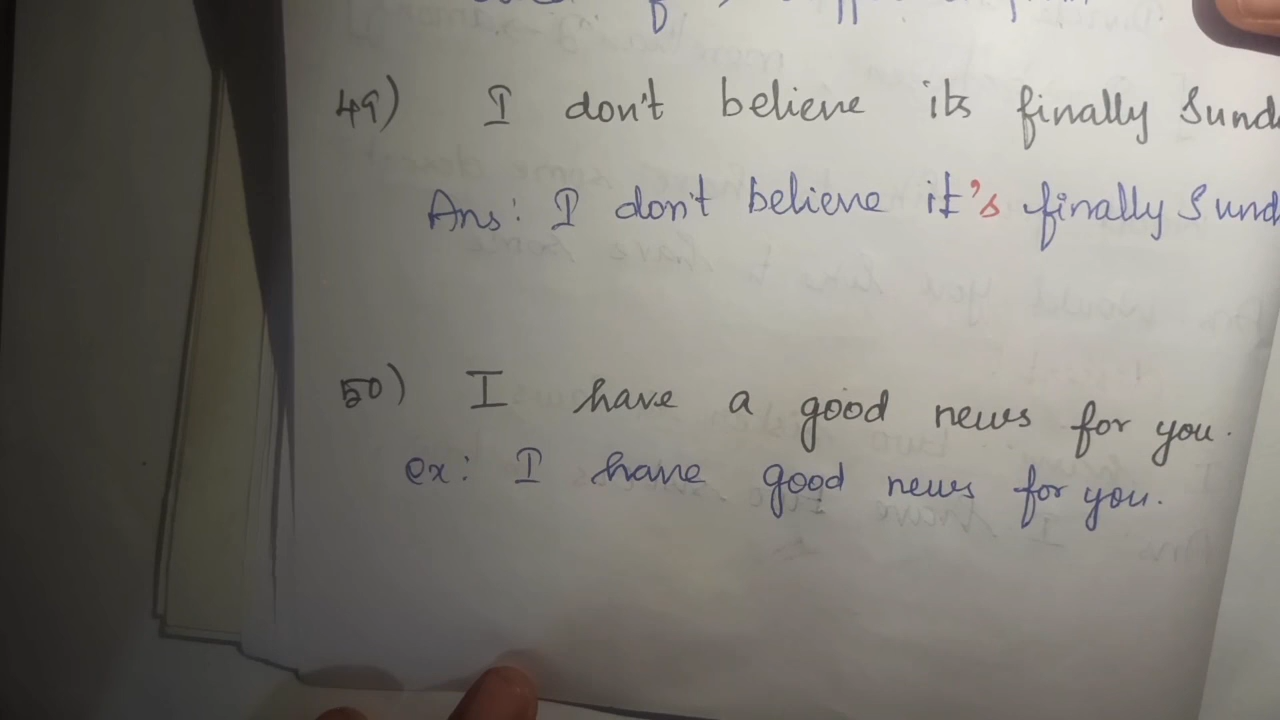 49) I don't believe its finally Sund
Ans: I don't believe it's finally Sund
50) I have a good news for you.
ex: I have good news for you.